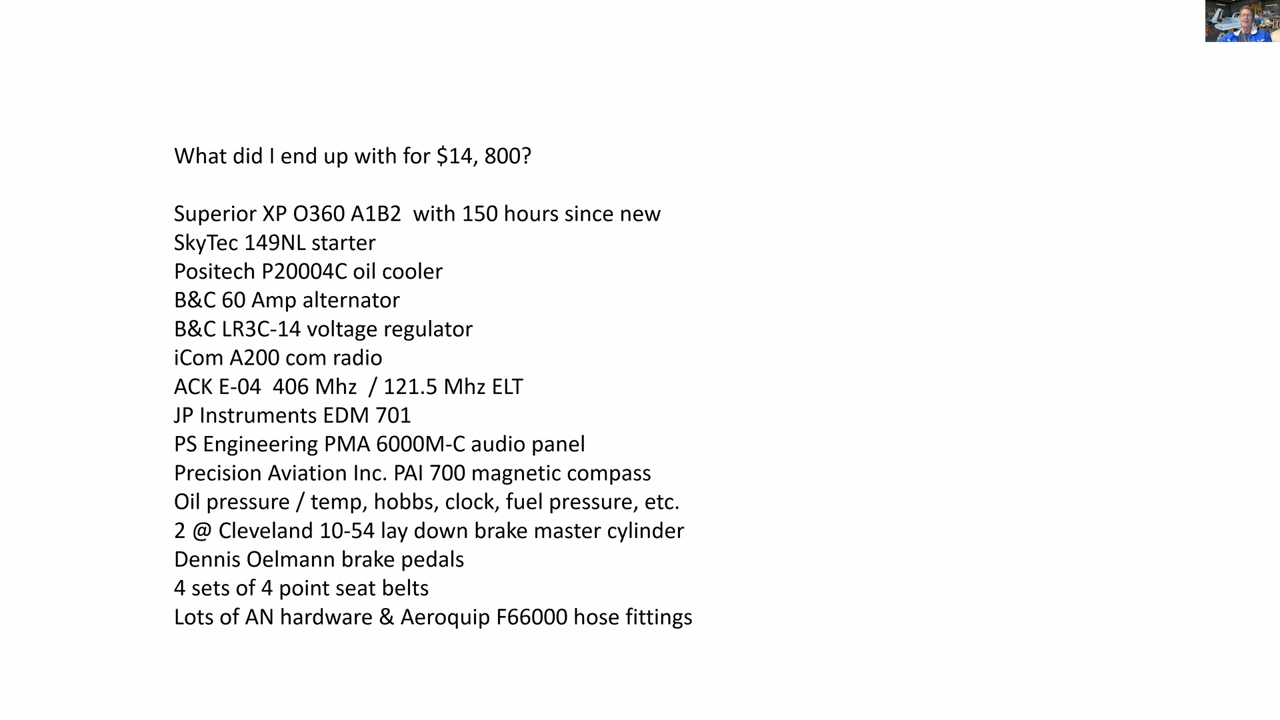 What did I end up with for $14, 800?
Superior XP O360 A1B2  with 150 hours since new
SkyTec 149NL starter
Positech P20004C oil cooler
B&C 60 Amp alternator
B&C LR3C-14 voltage regulator
iCom A200 com radio
ACK E-04  406 Mhz  / 121.5 Mhz ELT
JP Instruments EDM 701
PS Engineering PMA 6000M-C audio panel
Precision Aviation Inc. PAI 700 magnetic compass
Oil pressure / temp, hobbs, clock, fuel pressure, etc.
2 @ Cleveland 10-54 lay down brake master cylinder
Dennis Oelmann brake pedals
4 sets of 4 point seat belts
Lots of AN hardware & Aeroquip F66000 hose fittings